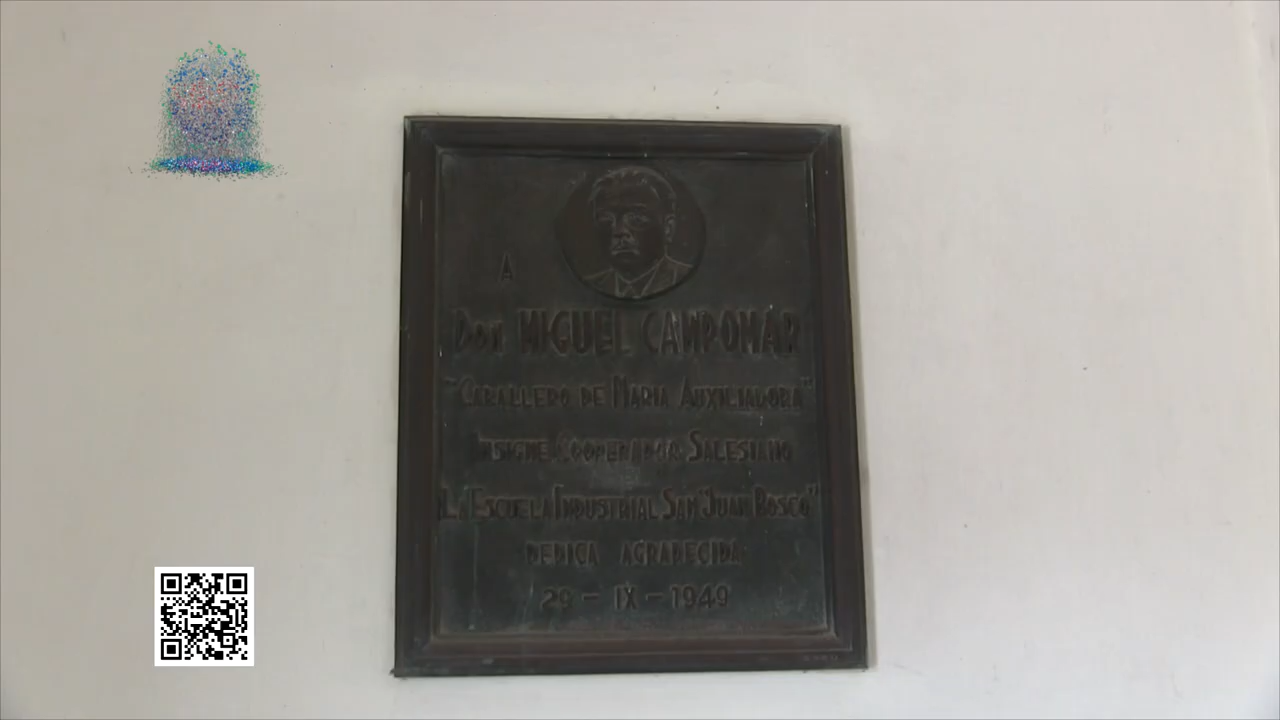 A
DON MIGUEL CAMPOMAR
"CABALLERO DE MARIA AUXILIADORA"
INSIGNE COOPERADOR SALESIANO
LA ESCUELA INDUSTRIAL SAN "JUAN BOSCO"
DEDICA AGRADECIDA
29 - IX - 1949